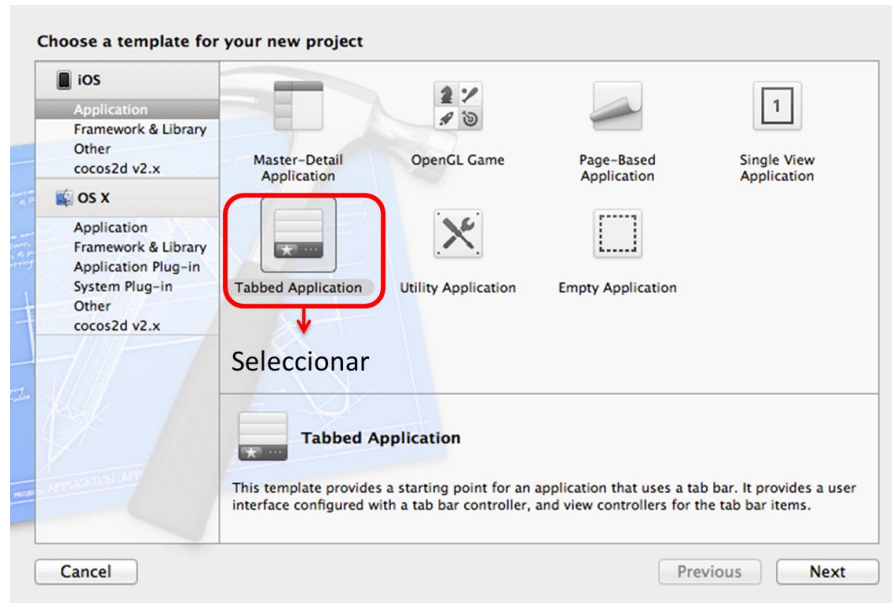 Choose a template for your new project
iOS
Application
Framework & Library
Other
cocos2d v2.x
OS X
Application
Framework & Library
Application Plug-in
System Plug-in
Other
cocos2d v2.x
Master-Detail
Application
OpenGL Game
Page-Based
Application
1
Single View
Application
Tabbed Application
Utility Application
Empty Application
Seleccionar
Tabbed Application
This template provides a starting point for an application that uses a tab bar. It provides a user
interface configured with a tab bar controller, and view controllers for the tab bar items.
Cancel
Previous
Next